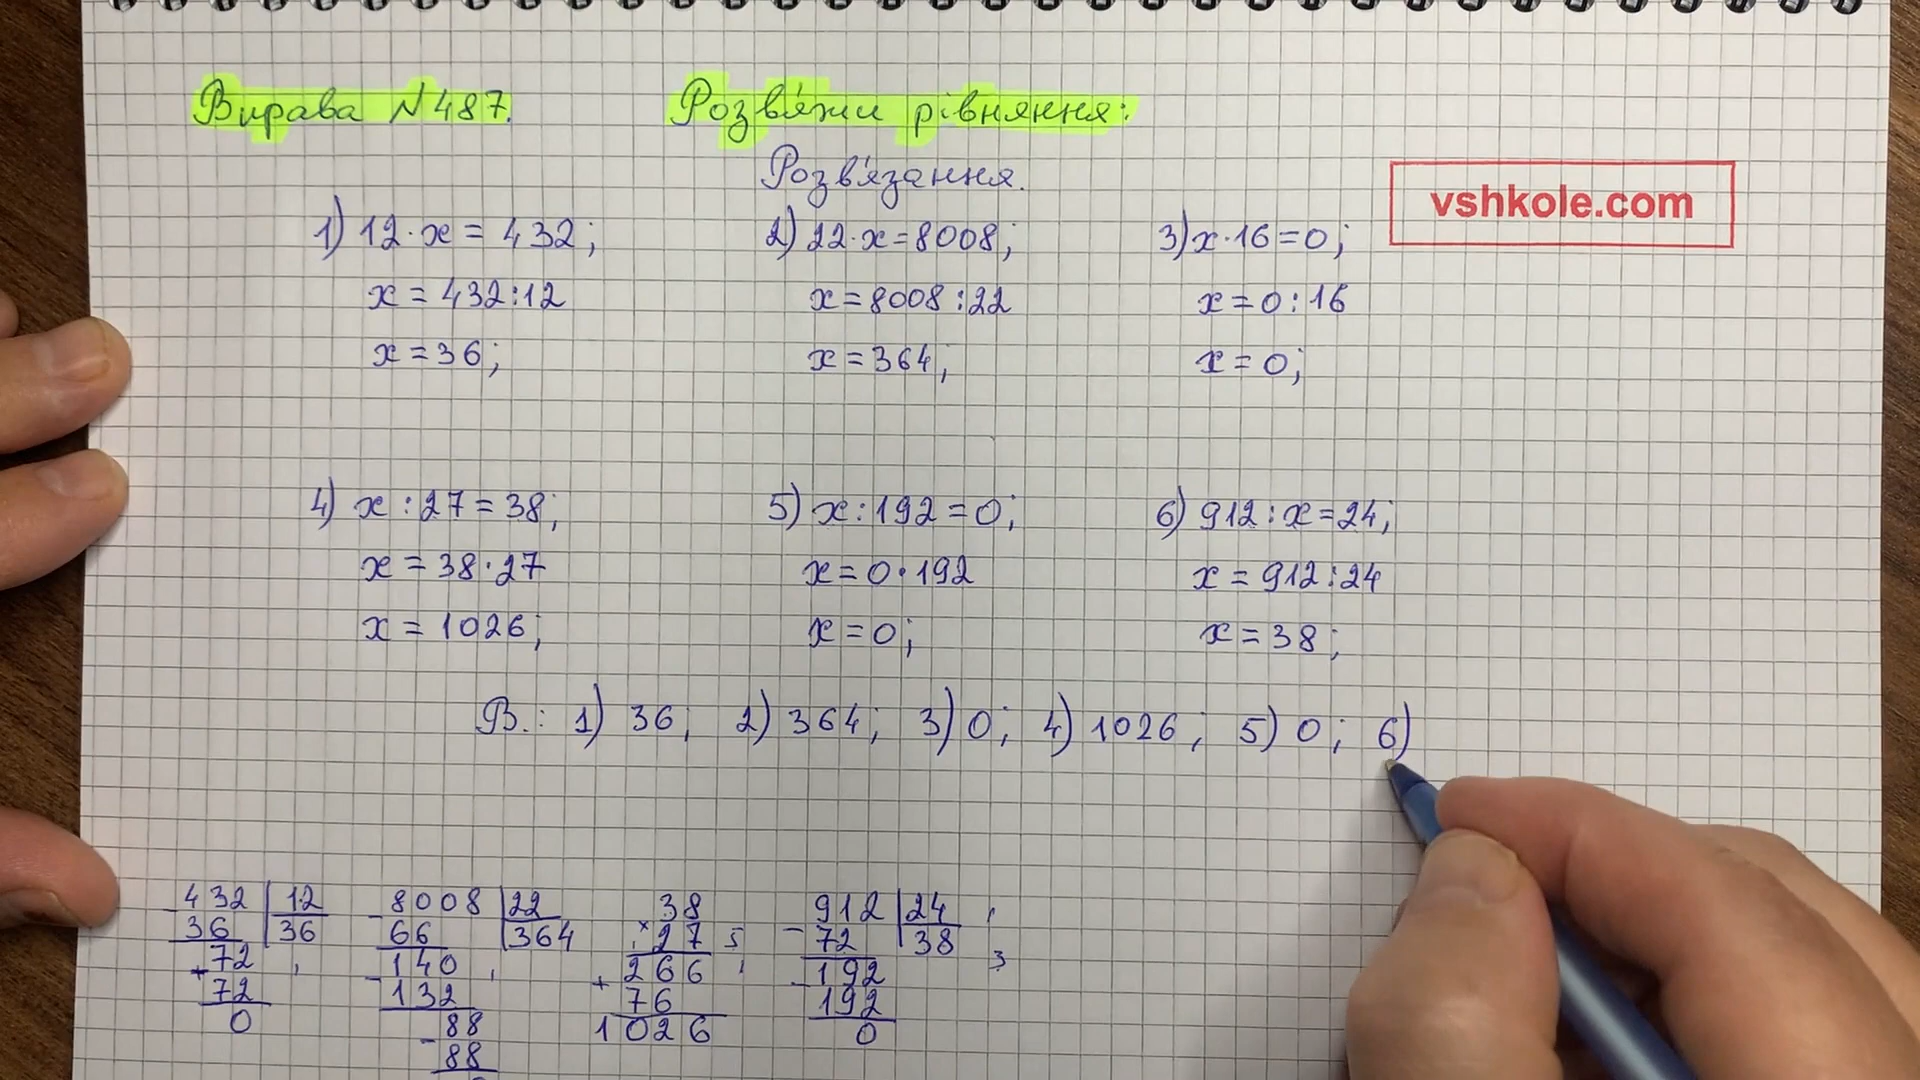 Вправа №487. Розв'яжи рівняння:
Розв'язання.
vshkole.com
1) 12·x = 432; 2) 22·x=8008; 3) x·16=0;
x = 432:12 x=8008:22 x=0:16
x=36; x=364; x=0;
4) x:27=38; 5) x:192=0; 6) 912:x=24;
x=38·27 x=0·192 x=912:24
x=1026; x=0; x=38;
В.: 1) 36; 2) 364; 3) 0; 4) 1026; 5) 0; 6)
432 12 8008 22 38 912 24
36 36 66 364 × 27 5 72 38
72 140 266 192 3
72 132 + 76 192
0 88 1026 0
88